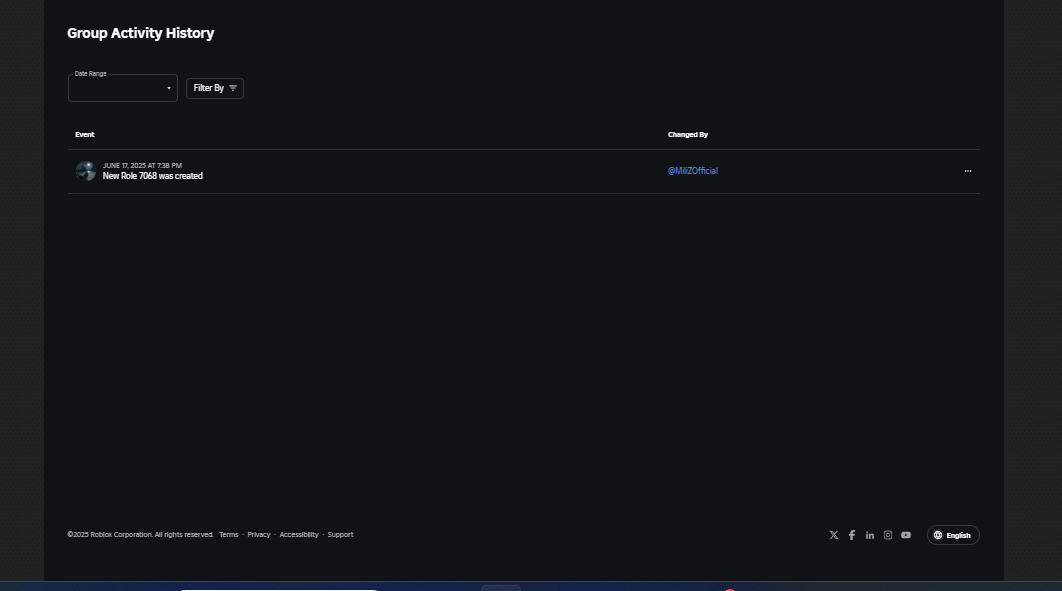 Group Activity History
Date Range
Filter By
Event Changed By
JUNE 17, 2025 AT 7:38 PM
New Role 7068 was created
@MiliZOfficial
©2025 Roblox Corporation. All rights reserved. Terms · Privacy · Accessibility · Support
English